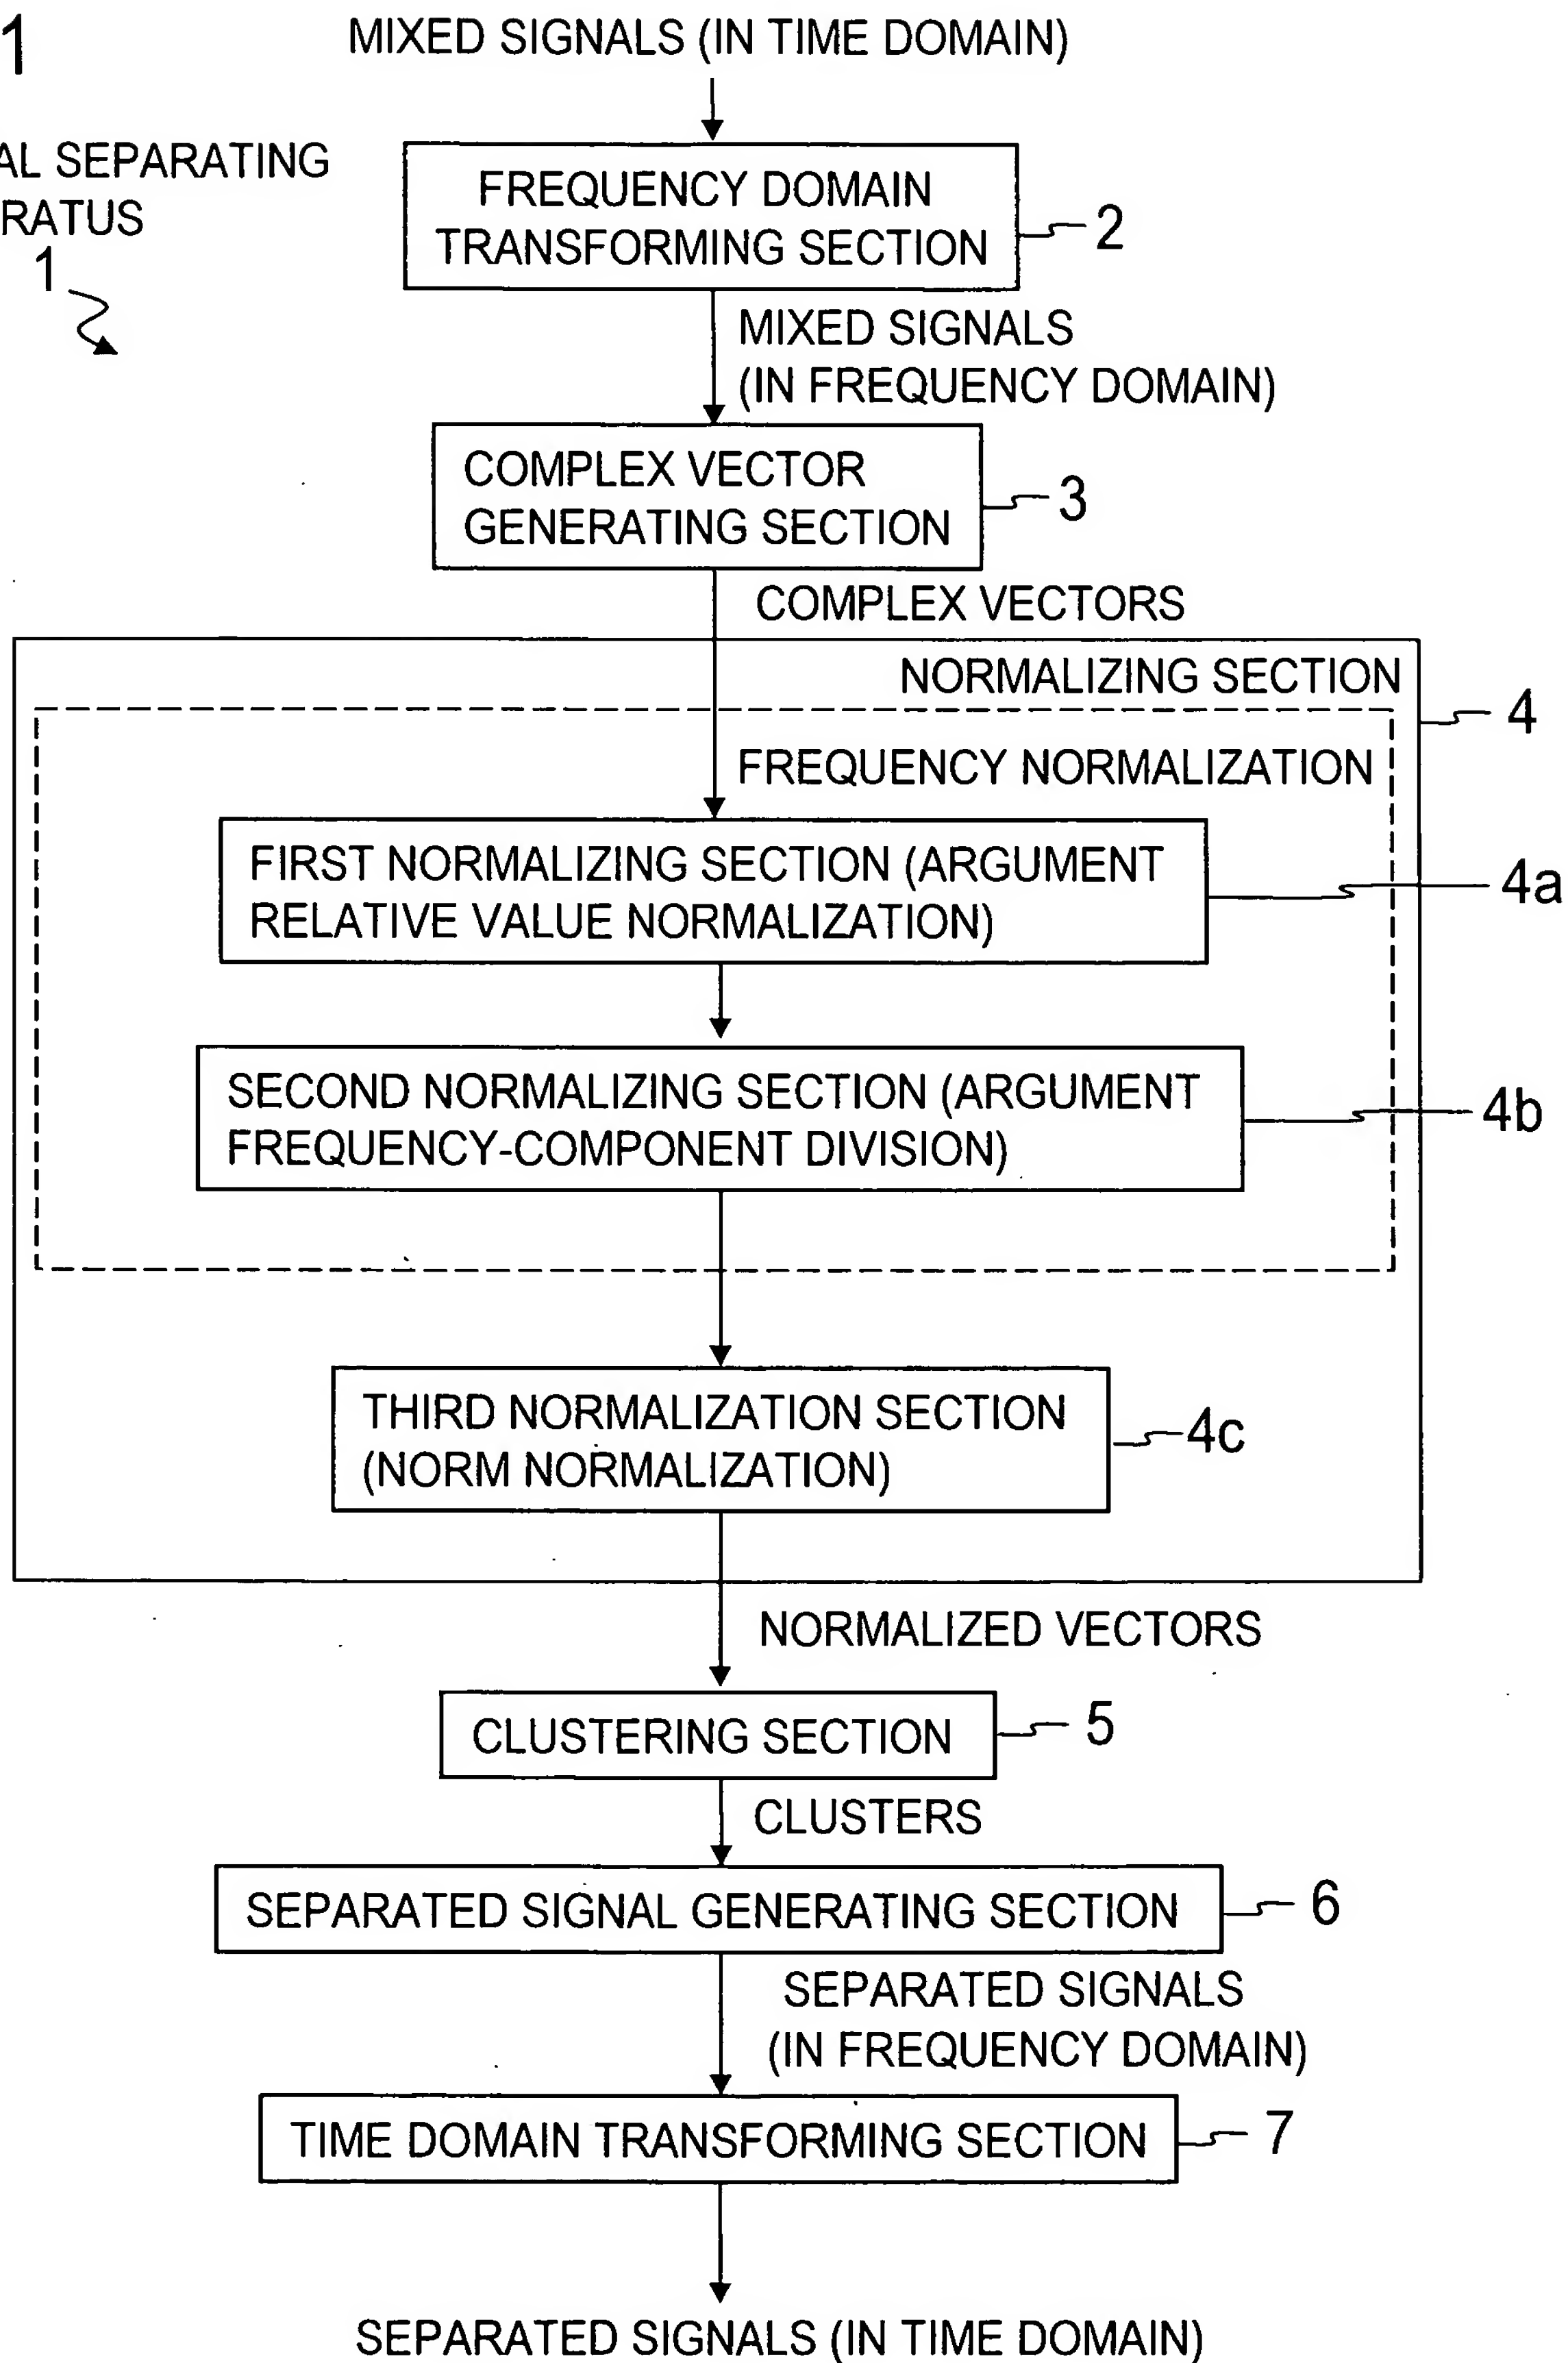 1
MIXED SIGNALS (IN TIME DOMAIN)
SEPARATING
1
FREQUENCY DOMAIN
TRANSFORMING SECTION
2
MIXED SIGNALS
(IN FREQUENCY DOMAIN)
COMPLEX VECTOR
GENERATING SECTION
3
COMPLEX VECTORS
NORMALIZING SECTION
4
FREQUENCY NORMALIZATION
FIRST NORMALIZING SECTION (ARGUMENT
RELATIVE VALUE NORMALIZATION)
4a
SECOND NORMALIZING SECTION (ARGUMENT
FREQUENCY-COMPONENT DIVISION)
4b
THIRD NORMALIZATION SECTION
(NORM NORMALIZATION)
4c
NORMALIZED VECTORS
CLUSTERING SECTION
5
CLUSTERS
SEPARATED SIGNAL GENERATING SECTION
6
SEPARATED SIGNALS
(IN FREQUENCY DOMAIN)
TIME DOMAIN TRANSFORMING SECTION
7
SEPARATED SIGNALS (IN TIME DOMAIN)